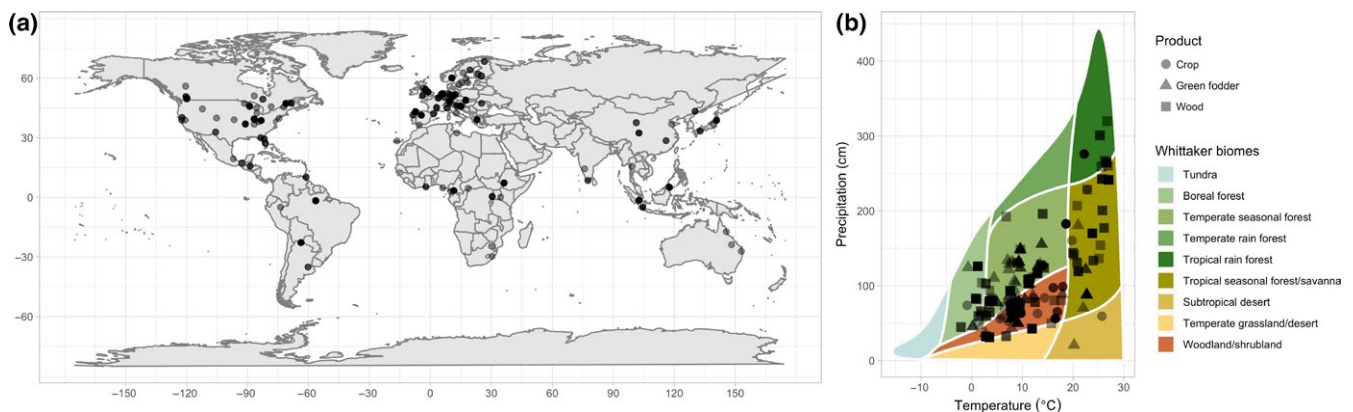 (a)
60
30
0
−30
−60
−150 −120 −90 −60 −30 0 30 60 90 120 150
(b)
Precipitation (cm)
400
300
200
100
0
−10 0 10 20 30
Temperature (°C)
Product
Crop
Green fodder
Wood
Whittaker biomes
Tundra
Boreal forest
Temperate seasonal forest
Temperate rain forest
Tropical rain forest
Tropical seasonal forest/savanna
Subtropical desert
Temperate grassland/desert
Woodland/shrubland